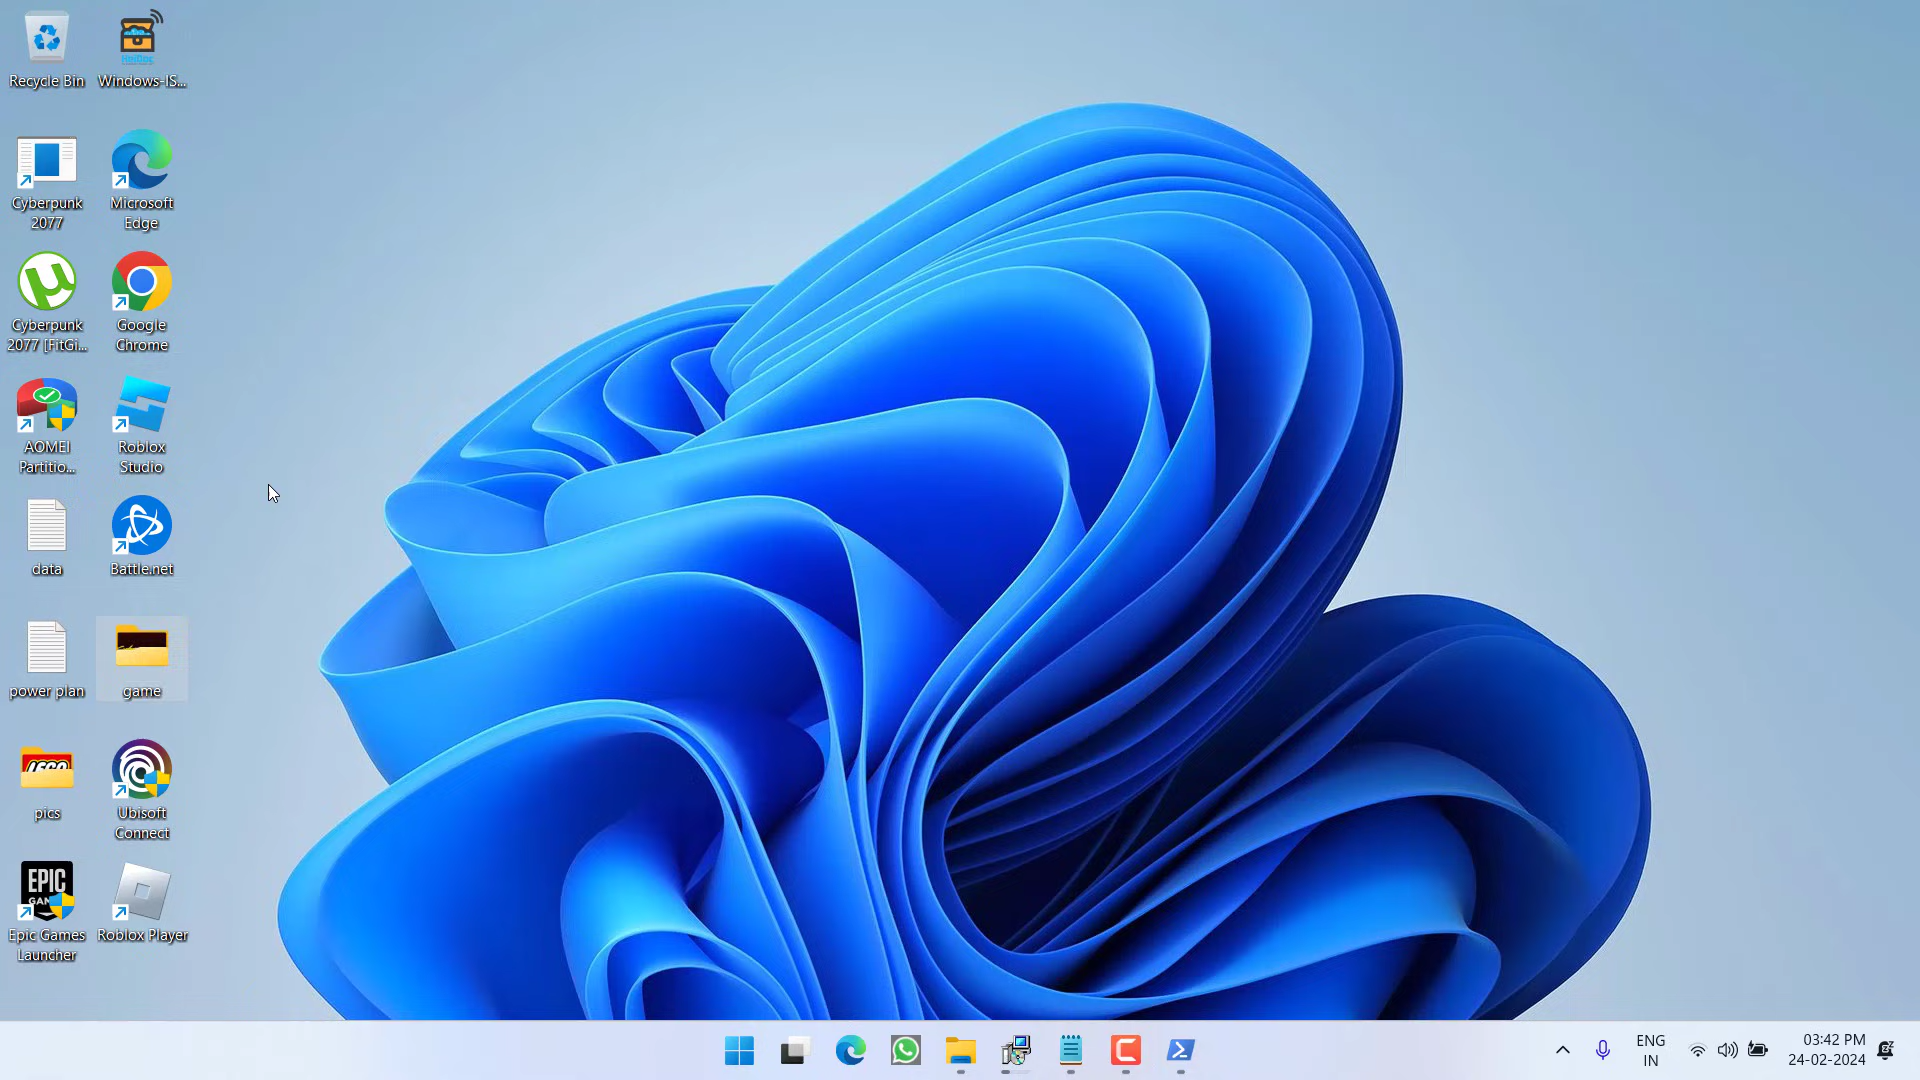 Recycle Bin
Windows-IS...
Cyberpunk
2077
Microsoft
Edge
Cyberpunk
2077 [FitGi...
Google
Chrome
AOMEI
Partitio...
Roblox
Studio
data
Battle.net
power plan
game
LEGO
pics
Ubisoft
Connect
EPIC
Epic Games
Launcher
Roblox Player
ENG
IN
03:42 PM
24-02-2024